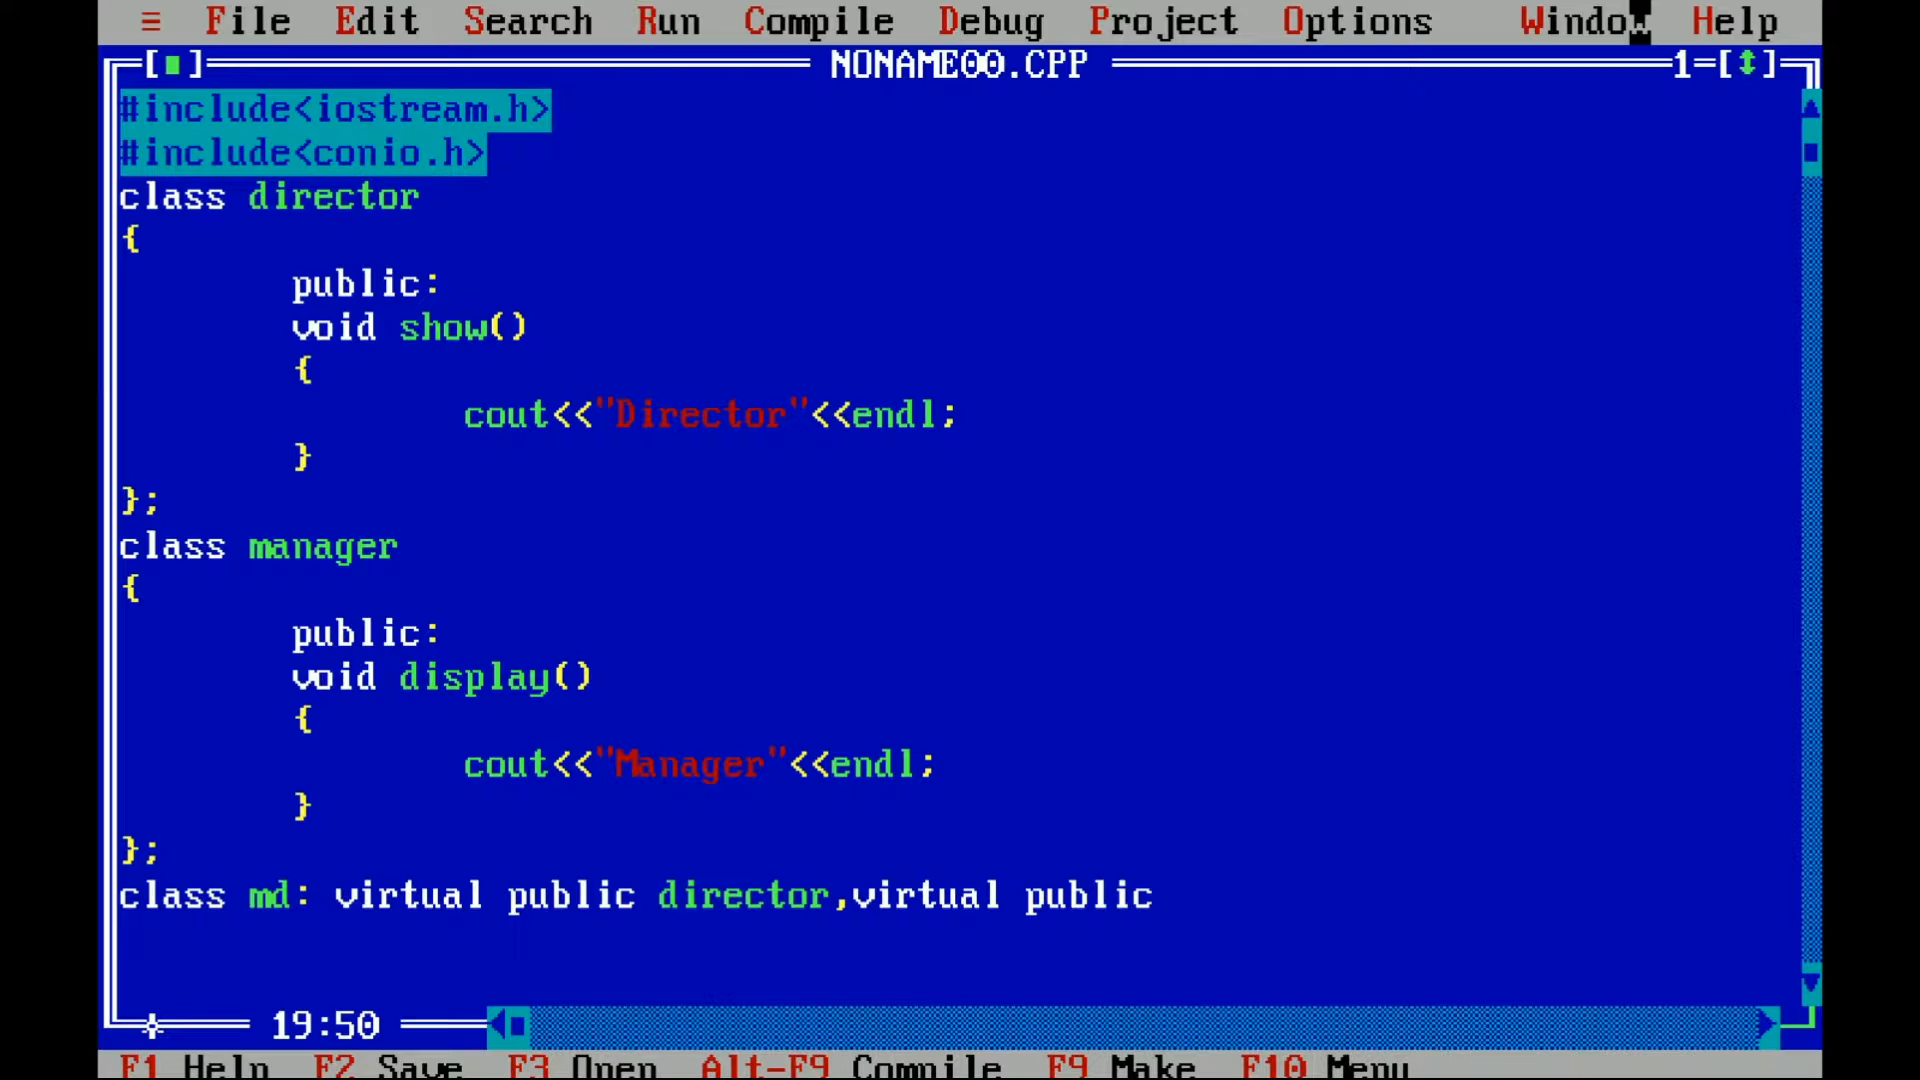 ≡ File Edit Search Run Compile Debug Project Options Window Help
[■] NONAME00.CPP 1=[↕]
#include<iostream.h>
#include<conio.h>
class director
{
public:
void show()
{
cout<<"Director"<<endl;
}
};
class manager
{
public:
void display()
{
cout<<"Manager"<<endl;
}
};
class md: virtual public director,virtual public
19:50
F1 Help F2 Save F3 Open Alt-F9 Compile F9 Make F10 Menu